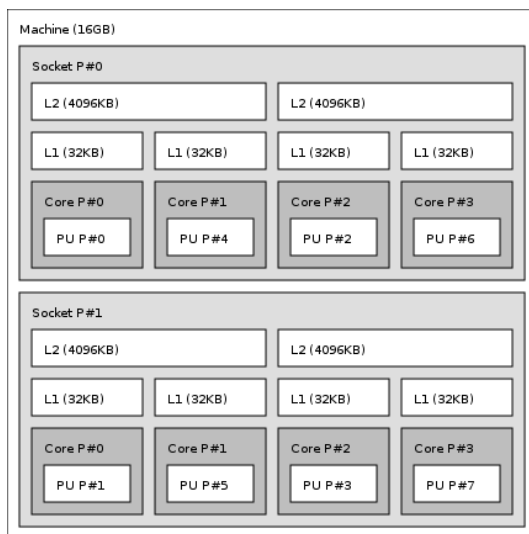 Machine (16GB)
Socket P#0
L2 (4096KB) L2 (4096KB)
L1 (32KB) L1 (32KB) L1 (32KB) L1 (32KB)
Core P#0 Core P#1 Core P#2 Core P#3
PU P#0 PU P#4 PU P#2 PU P#6
Socket P#1
L2 (4096KB) L2 (4096KB)
L1 (32KB) L1 (32KB) L1 (32KB) L1 (32KB)
Core P#0 Core P#1 Core P#2 Core P#3
PU P#1 PU P#5 PU P#3 PU P#7